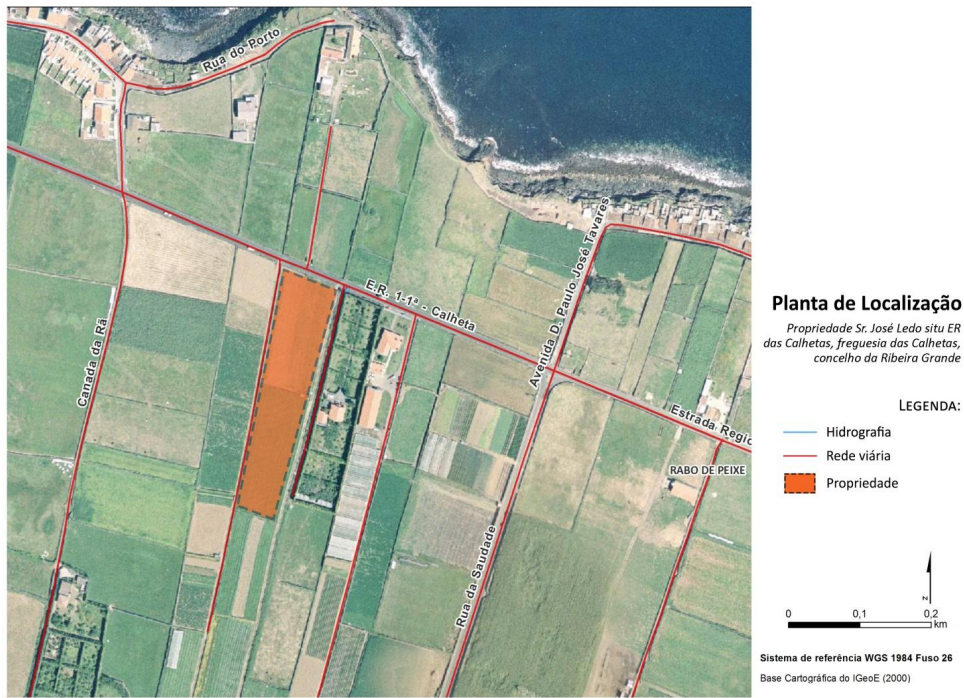 Rua do Porto
E.R. 1-1ª - Calheta
Avenida D. Paulo José Tavares
Canada da Rã
Estrada Regio
RABO DE PEIXE
Rua da Saudade
Planta de Localização
Propriedade Sr. José Ledo situ ER
das Calhetas, freguesia das Calhetas,
concelho da Ribeira Grande
LEGENDA:
Hidrografia
Rede viária
Propriedade
N
0 0,1 0,2
km
Sistema de referência WGS 1984 Fuso 26
Base Cartográfica do IGeoE (2000)